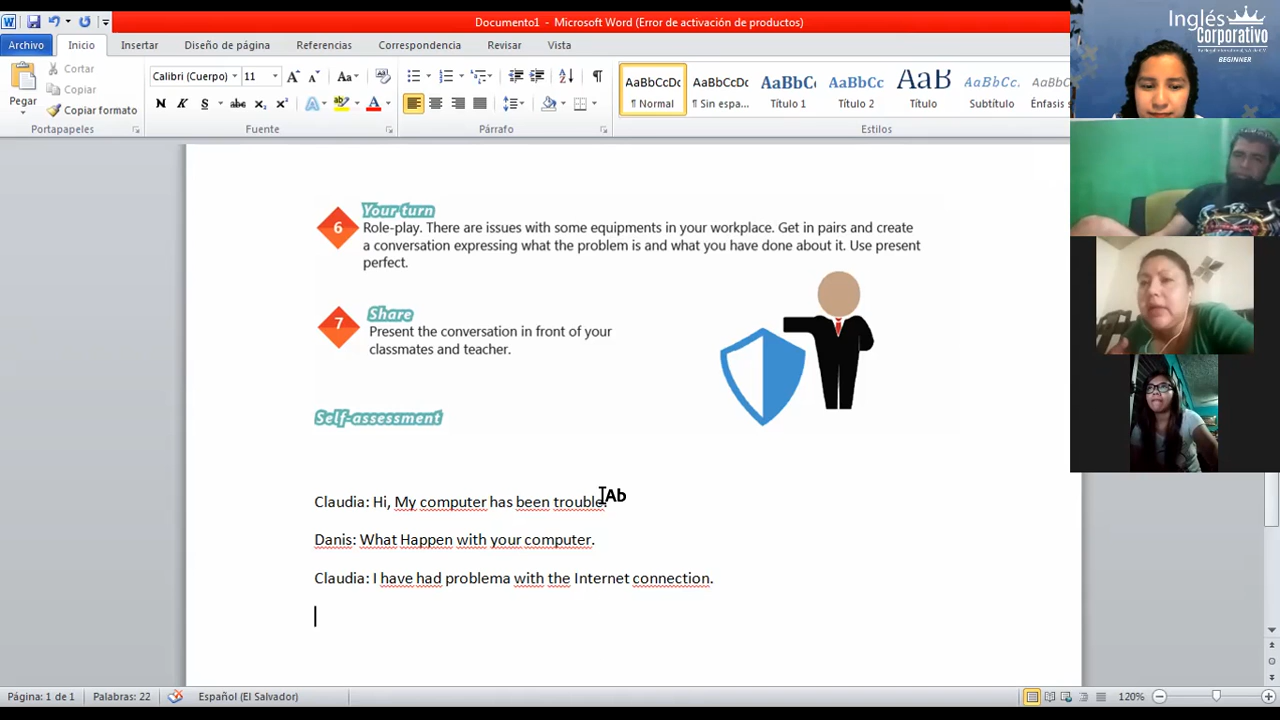 Documento1 - Microsoft Word (Error de activación de productos)
Archivo Inicio Insertar Diseño de página Referencias Correspondencia Revisar Vista
Pegar
Cortar
Copiar
Copiar formato
Portapapeles
Calibri (Cuerpo) 11
N K S abc x₂ x²
Fuente
Párrafo
AaBbCcDc AaBbCcDc AaBbC AaBbCc AaB AaBbCc. AaBbCc
¶ Normal ¶ Sin espa... Título 1 Título 2 Título Subtítulo Énfasis s
Estilos
Inglés
Corporativo
BEGINNER
6 Your turn
Role-play. There are issues with some equipments in your workplace. Get in pairs and create
a conversation expressing what the problem is and what you have done about it. Use present
perfect.
7 Share
Present the conversation in front of your
classmates and teacher.
Self-assessment
Claudia: Hi, My computer has been trouble.
Ab
Danis: What Happen with your computer.
Claudia: I have had problema with the Internet connection.
Página: 1 de 1 Palabras: 22 Español (El Salvador) 120%